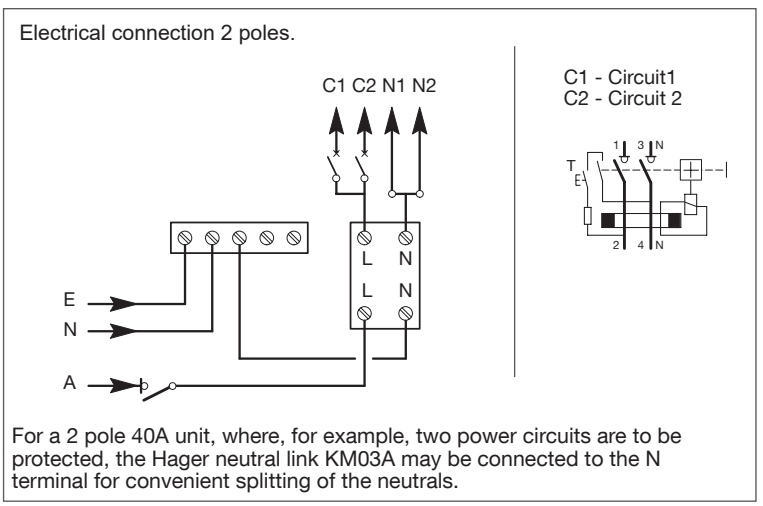 Electrical connection 2 poles.
C1 C2 N1 N2
C1 - Circuit1
C2 - Circuit 2
1 3 N
T
E
2 4 N
L N
L N
E
N
A
For a 2 pole 40A unit, where, for example, two power circuits are to be
protected, the Hager neutral link KM03A may be connected to the N
terminal for convenient splitting of the neutrals.